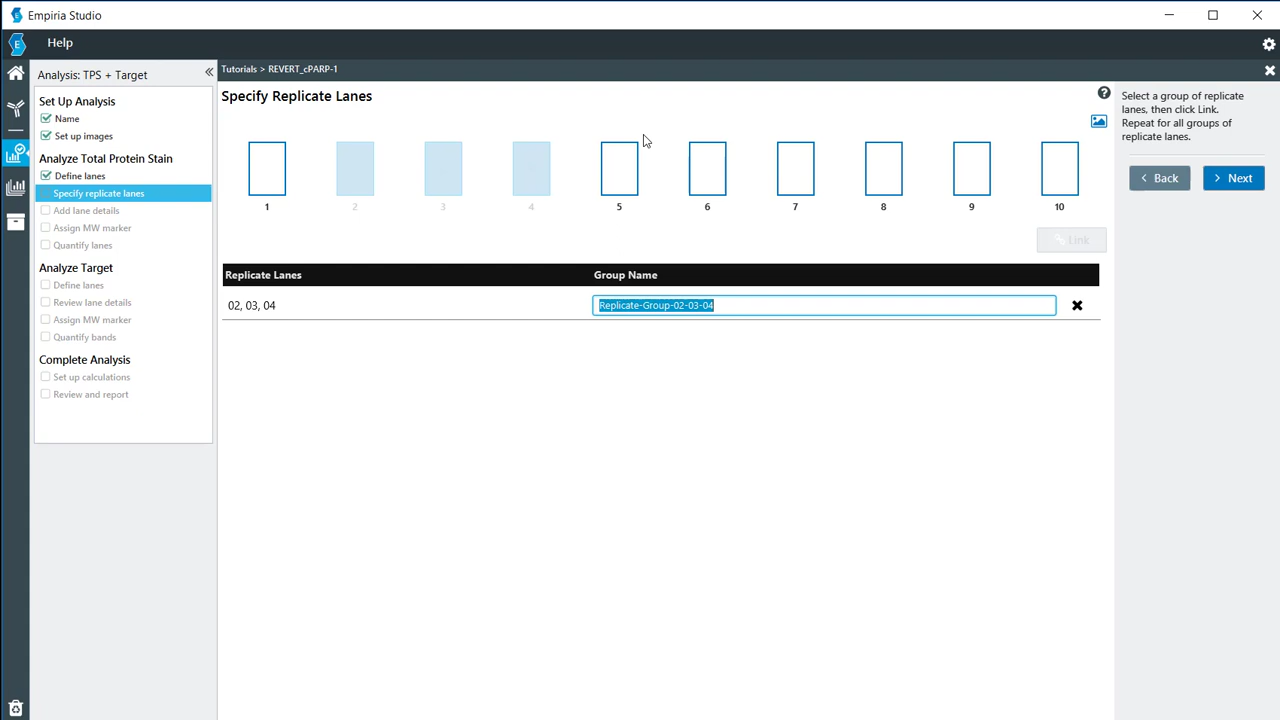 Empiria Studio
E
Help
Analysis: TPS + Target
«
Tutorials > REVERT_cPARP-1
Set Up Analysis
Name
Set up images
Analyze Total Protein Stain
Define lanes
Specify replicate lanes
Add lane details
Assign MW marker
Quantify lanes
Analyze Target
Define lanes
Review lane details
Assign MW marker
Quantify bands
Complete Analysis
Set up calculations
Review and report
Specify Replicate Lanes
?
1 2 3 4 5 6 7 8 9 10
Link
Replicate Lanes Group Name
02, 03, 04 Replicate-Group-02-03-04
Select a group of replicate
lanes, then click Link.
Repeat for all groups of
replicate lanes.
Back Next